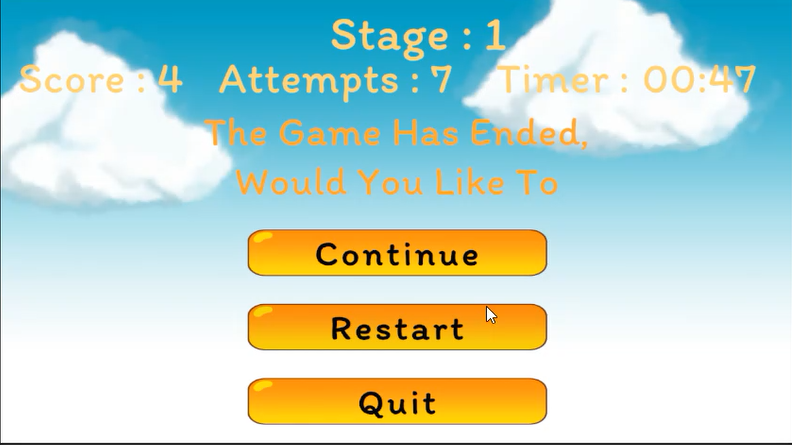 Stage : 1
Score : 4 Attempts : 7 Timer : 00:47
The Game Has Ended,
Would You Like To
Continue
Restart
Quit